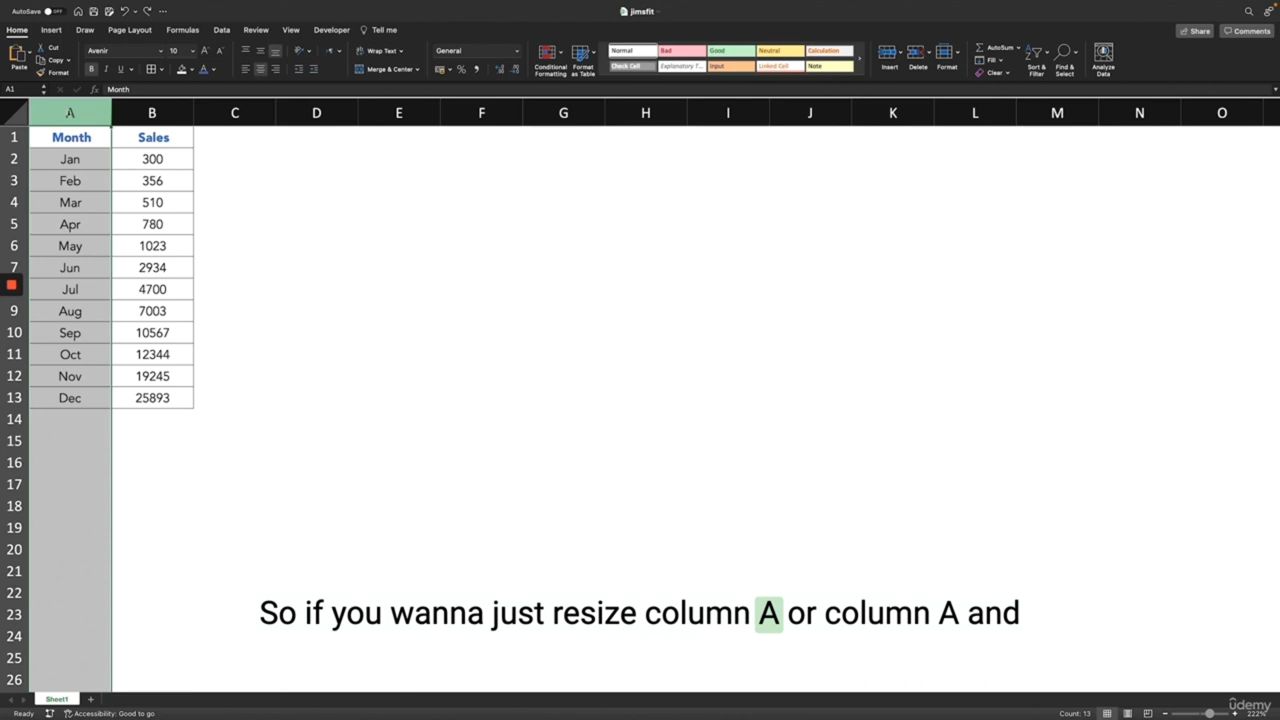 AutoSave OFF
jimsfit
Home Insert Draw Page Layout Formulas Data Review View Developer Tell me
Share Comments
Paste Cut Copy Format
Avenir 10 A A B A
Wrap Text
Merge & Center
General
Conditional Formatting
Format as Table
Normal Bad Good Neutral Calculation
Check Cell Explanatory T... Input Linked Cell Note
Insert Delete Format
AutoSum
Fill
Clear
Sort & Filter
Find & Select
Analyze Data
A1 fx Month
A B C D E F G H I J K L M N O
1 Month Sales
2 Jan 300
3 Feb 356
4 Mar 510
5 Apr 780
6 May 1023
7 Jun 2934
Jul 4700
9 Aug 7003
10 Sep 10567
11 Oct 12344
12 Nov 19245
13 Dec 25893
14
15
16
17
18
19
20
21
22
23
24
25
26
So if you wanna just resize column A or column A and
Sheet1 +
Ready Accessibility: Good to go Count: 13 222%
udemy